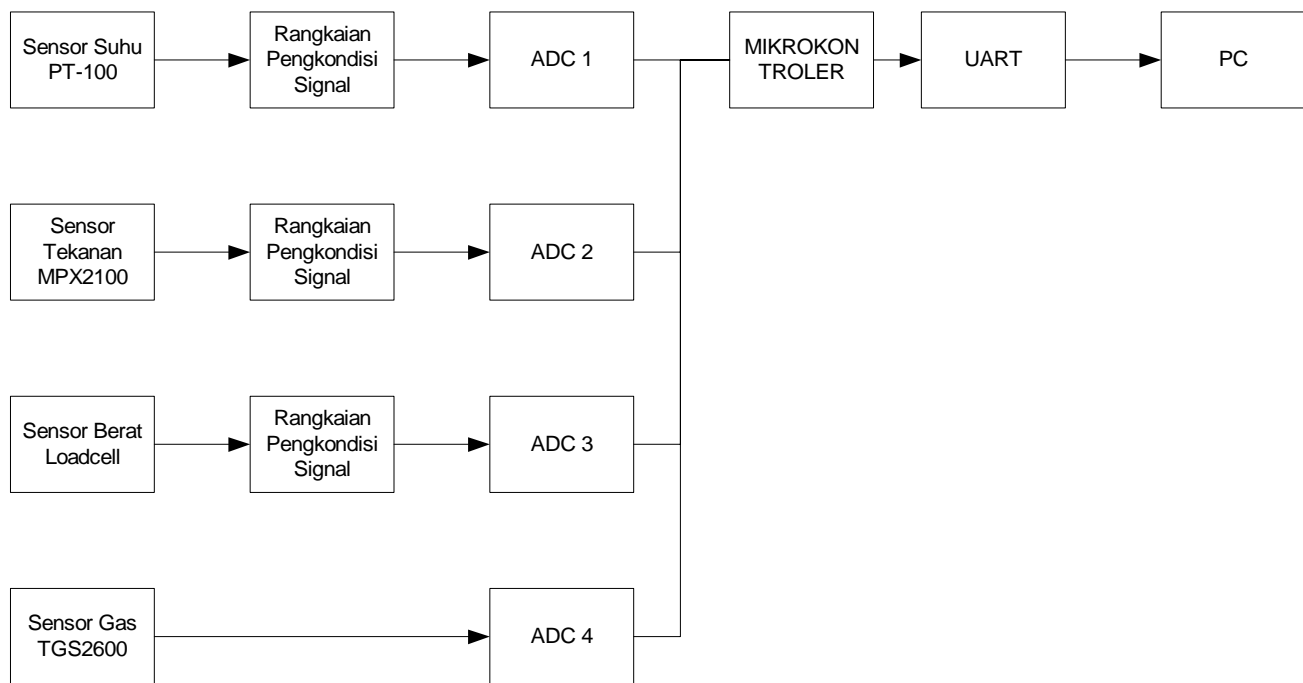 Sensor Suhu
PT-100
Rangkaian
Pengkondisi
Signal
ADC 1
MIKROKON
TROLER
UART
PC
Sensor
Tekanan
MPX2100
Rangkaian
Pengkondisi
Signal
ADC 2
Sensor Berat
Loadcell
Rangkaian
Pengkondisi
Signal
ADC 3
Sensor Gas
TGS2600
ADC 4